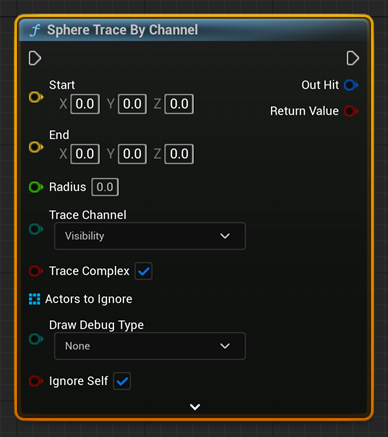 f Sphere Trace By Channel
Start
Out Hit
X 0.0 Y 0.0 Z 0.0
Return Value
End
X 0.0 Y 0.0 Z 0.0
Radius 0.0
Trace Channel
Visibility
Trace Complex
Actors to Ignore
Draw Debug Type
None
Ignore Self